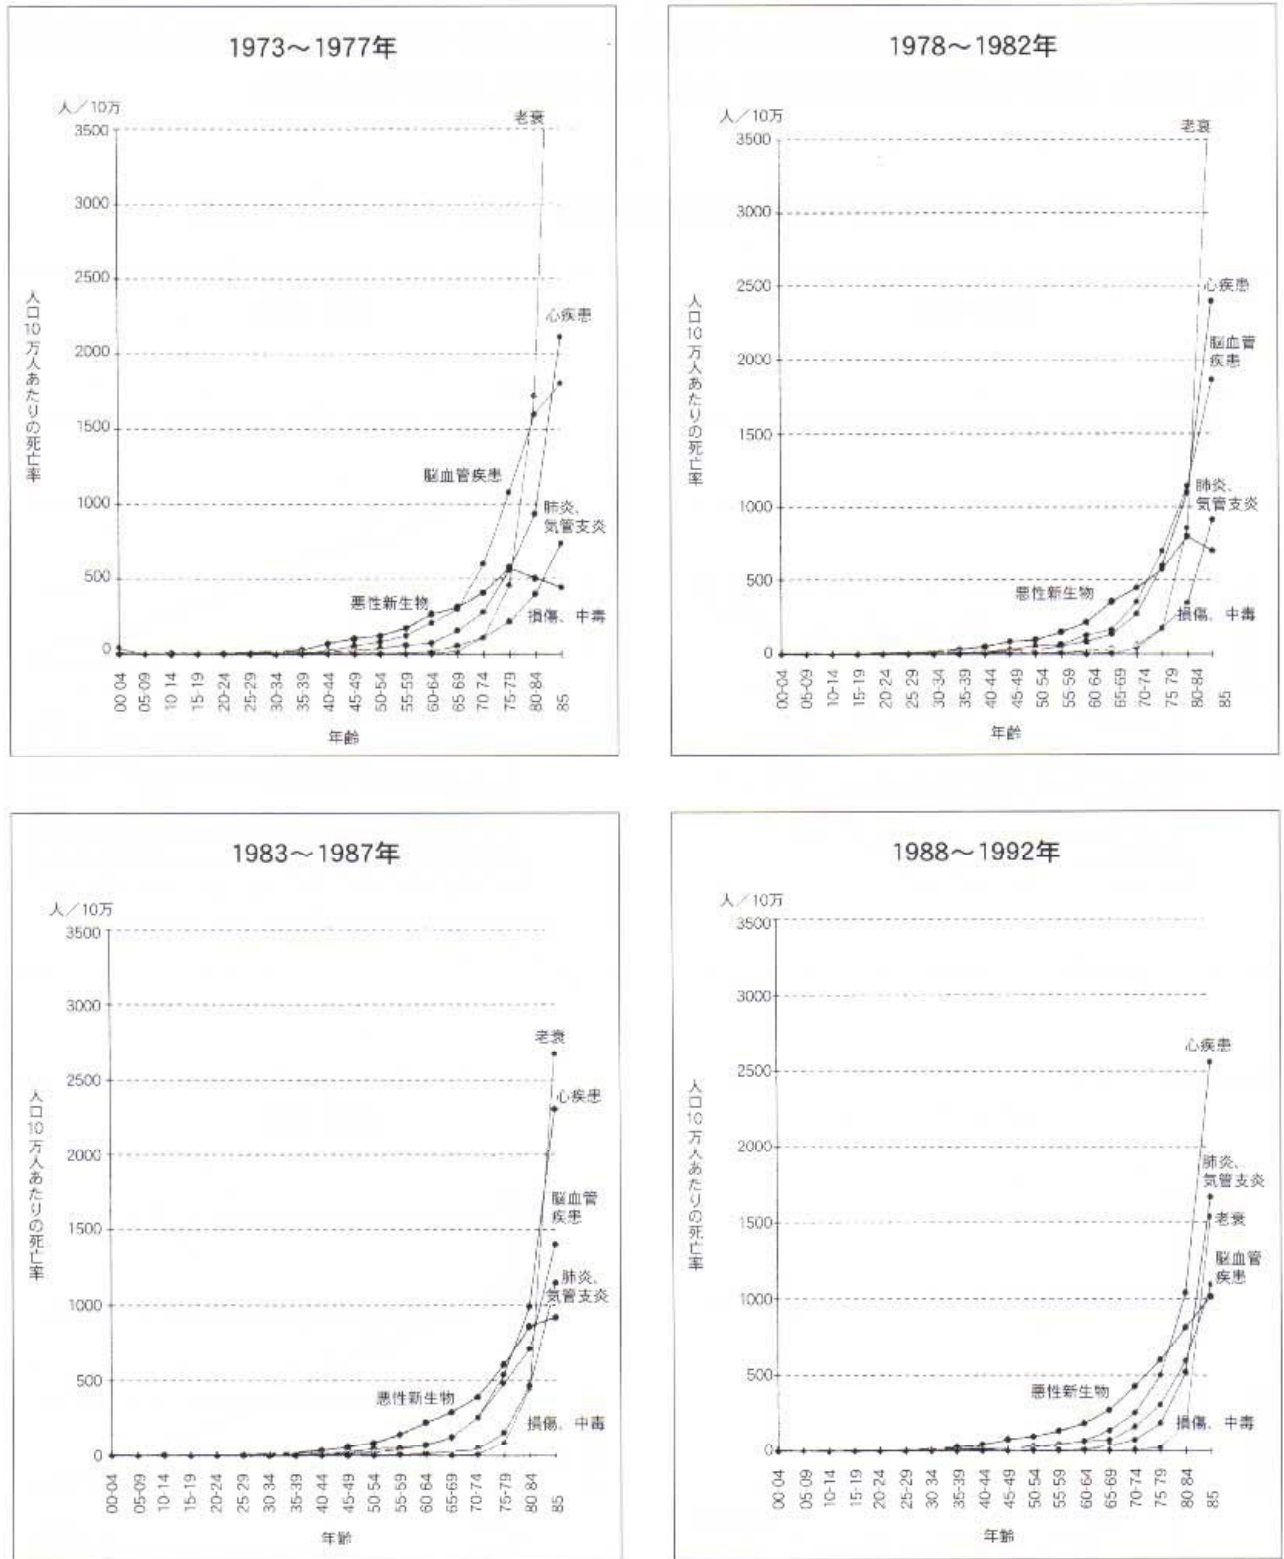 1973～1977年
人／10万
老衰
3500
3000
2500
心疾患
2000
1500
脳血管疾患
1000
肺炎、
気管支炎
500
悪性新生物
損傷、中毒
0
人口10万人あたりの死亡率
00-04
05-09
10-14
15-19
20-24
25-29
30-34
35-39
40-44
45-49
50-54
55-59
60-64
65-69
70-74
75-79
80-84
85
年齢
1978～1982年
人／10万
老衰
3500
3000
2500
心疾患
脳血管
疾患
2000
1500
1000
肺炎、
気管支炎
500
悪性新生物
損傷、中毒
0
人口10万人あたりの死亡率
00-04
05-09
10-14
15-19
20-24
25-29
30-34
35-39
40-44
45-49
50-54
55-59
60-64
65-69
70-74
75-79
80-84
85
年齢
1983～1987年
人／10万
3500
3000
老衰
2500
心疾患
2000
脳血管
疾患
1500
肺炎、
気管支炎
1000
500
悪性新生物
損傷、中毒
0
人口10万人あたりの死亡率
00-04
05-09
10-14
15-19
20-24
25-29
30-34
35-39
40-44
45-49
50-54
55-59
60-64
65-69
70-74
75-79
80-84
85
年齢
1988～1992年
人／10万
3500
3000
心疾患
2500
2000
肺炎、
気管支炎
1500
老衰
脳血管
疾患
1000
500
悪性新生物
損傷、中毒
0
人口10万人あたりの死亡率
00-04
05-09
10-14
15-19
20-24
25-29
30-34
35-39
40-44
45-49
50-54
55-59
60-64
65-69
70-74
75-79
80-84
85
年齢